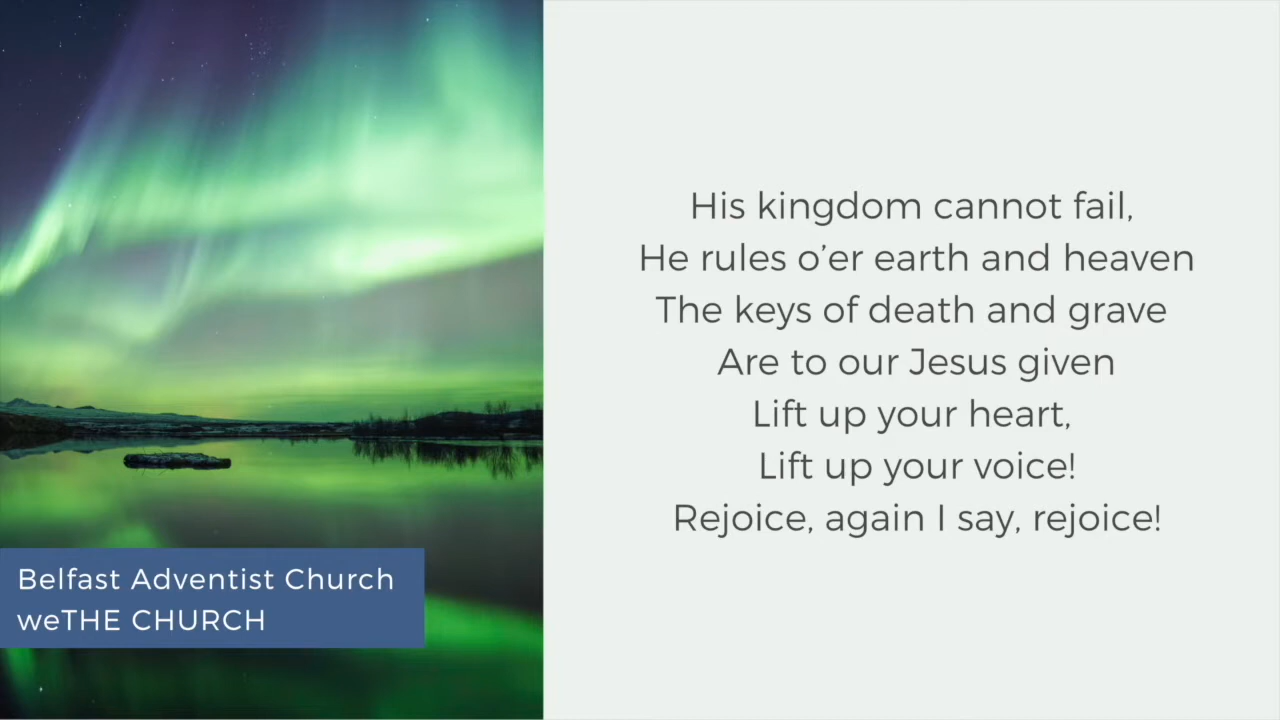 His kingdom cannot fail,
He rules o’er earth and heaven
The keys of death and grave
Are to our Jesus given
Lift up your heart,
Lift up your voice!
Rejoice, again I say, rejoice!
Belfast Adventist Church
weTHE CHURCH